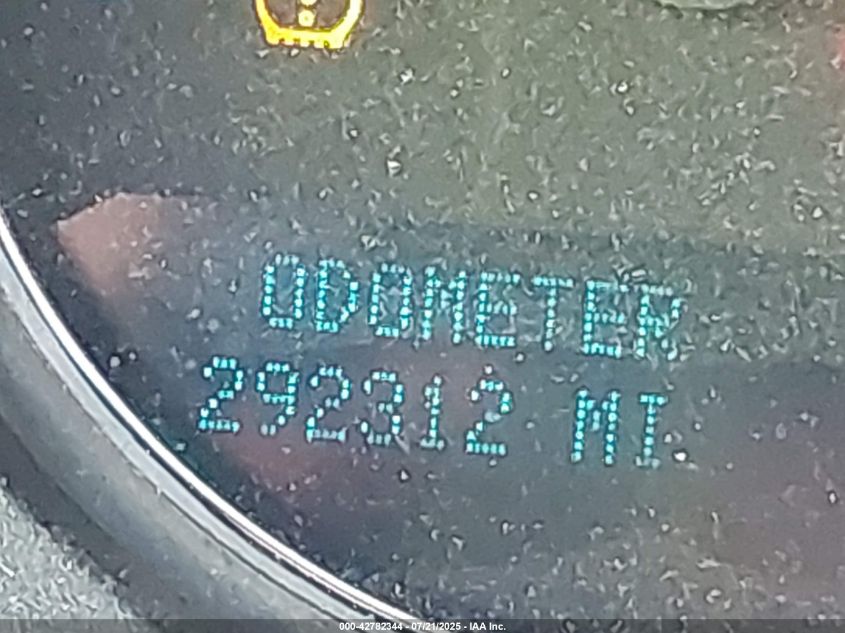 ODOMETER
292312 MI
000-42782344 - 07/21/2025 - IAA Inc.